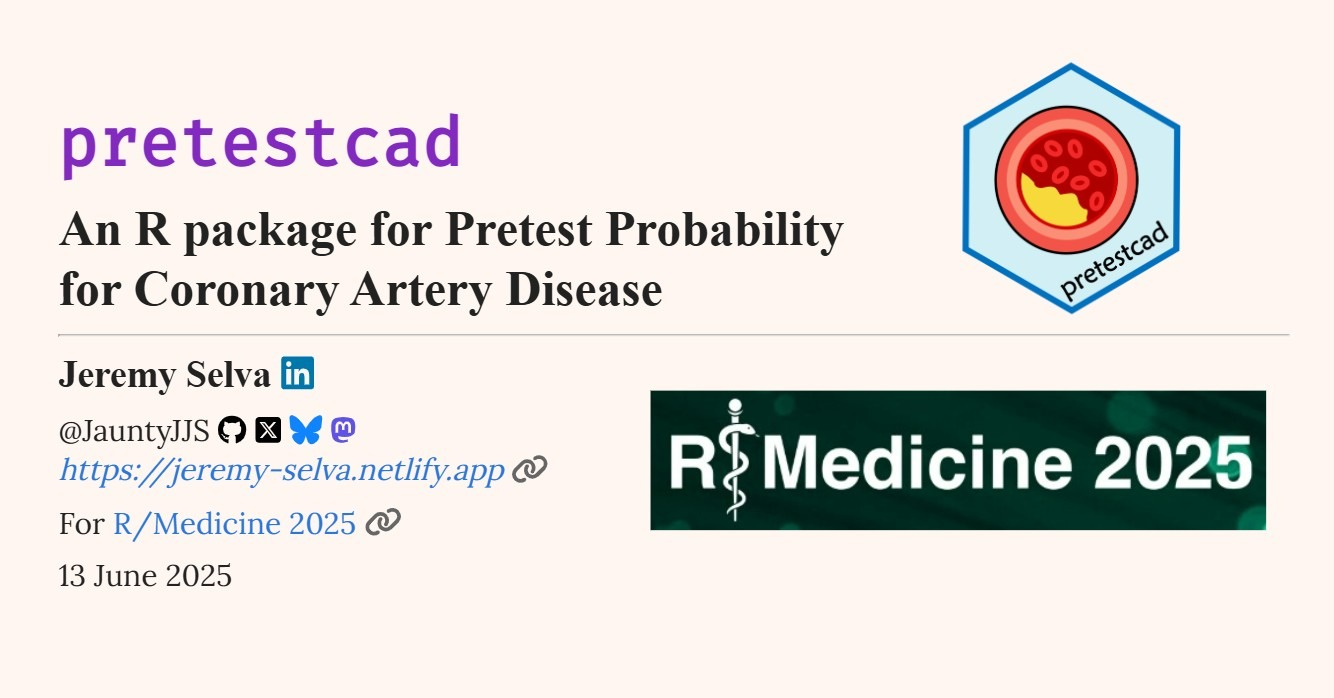 pretestcad
An R package for Pretest Probability
for Coronary Artery Disease
pretestcad
Jeremy Selva in
@JauntyJJS
https://jeremy-selva.netlify.app
For R/Medicine 2025
13 June 2025
R Medicine 2025